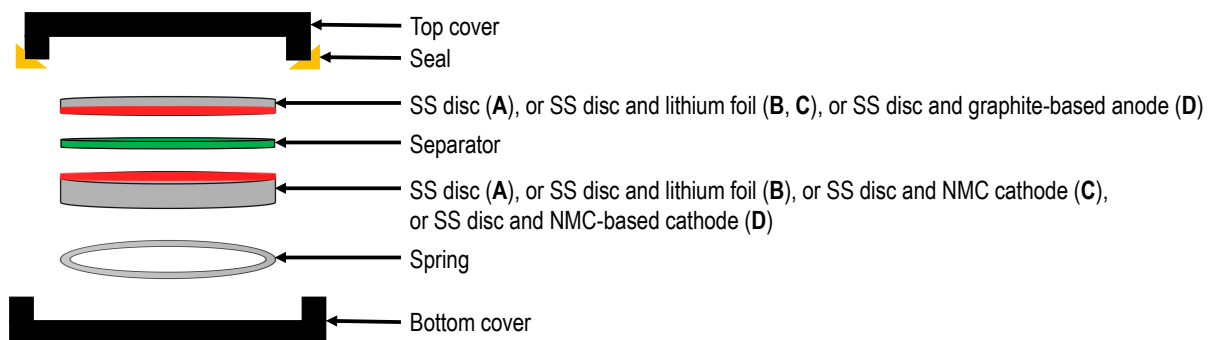 Top cover
Seal
SS disc (A), or SS disc and lithium foil (B, C), or SS disc and graphite-based anode (D)
Separator
SS disc (A), or SS disc and lithium foil (B), or SS disc and NMC cathode (C),
or SS disc and NMC-based cathode (D)
Spring
Bottom cover